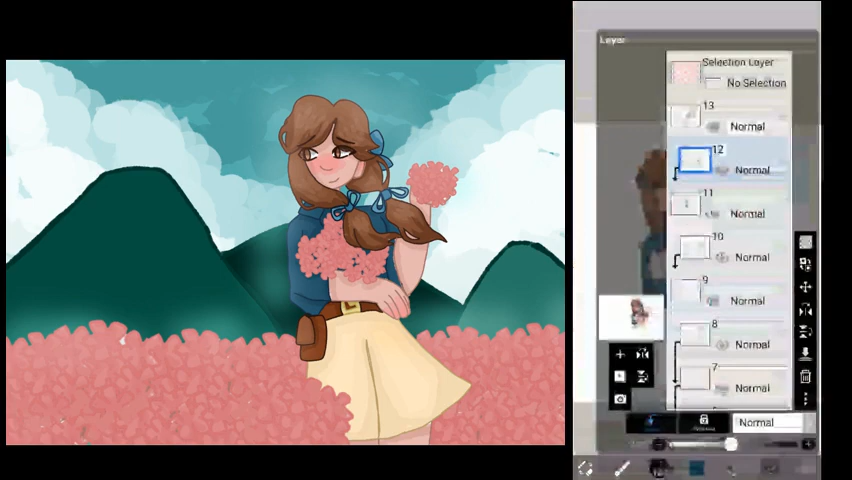 Layer
Selection Layer
No Selection
13
Normal
12
Normal
11
Normal
10
Normal
9
Normal
8
Normal
7
Normal
Normal